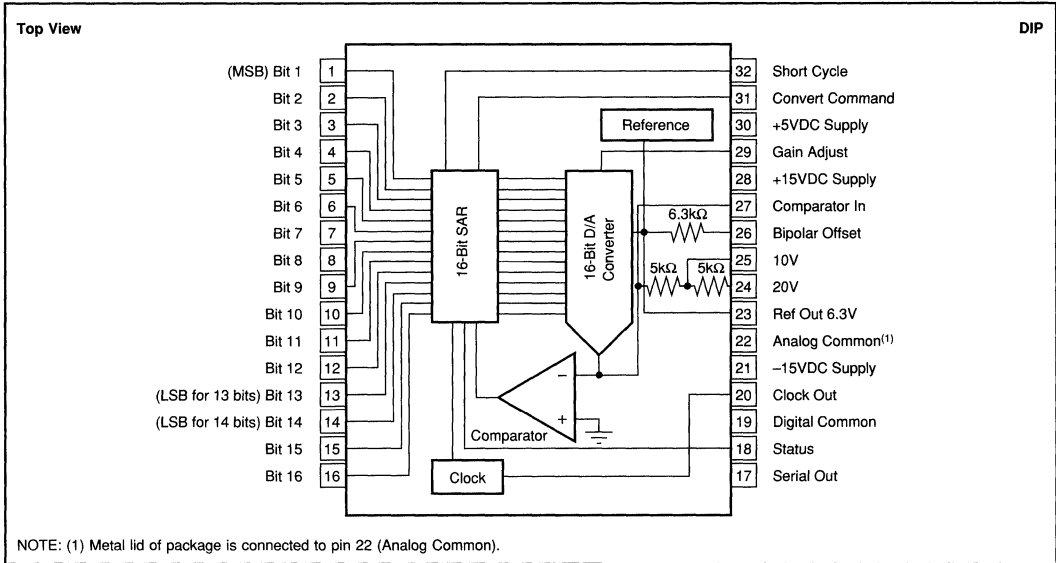 Top View
DIP
(MSB) Bit 1 1
Bit 2 2
Bit 3 3
Bit 4 4
Bit 5 5
Bit 6 6
Bit 7 7
Bit 8 8
Bit 9 9
Bit 10 10
Bit 11 11
Bit 12 12
(LSB for 13 bits) Bit 13 13
(LSB for 14 bits) Bit 14 14
Bit 15 15
Bit 16 16
16-Bit SAR
16-Bit D/A
Converter
Reference
6.3kΩ
5kΩ 5kΩ
−
+
Comparator
Clock
32 Short Cycle
31 Convert Command
30 +5VDC Supply
29 Gain Adjust
28 +15VDC Supply
27 Comparator In
26 Bipolar Offset
25 10V
24 20V
23 Ref Out 6.3V
22 Analog Common(1)
21 –15VDC Supply
20 Clock Out
19 Digital Common
18 Status
17 Serial Out
NOTE: (1) Metal lid of package is connected to pin 22 (Analog Common).